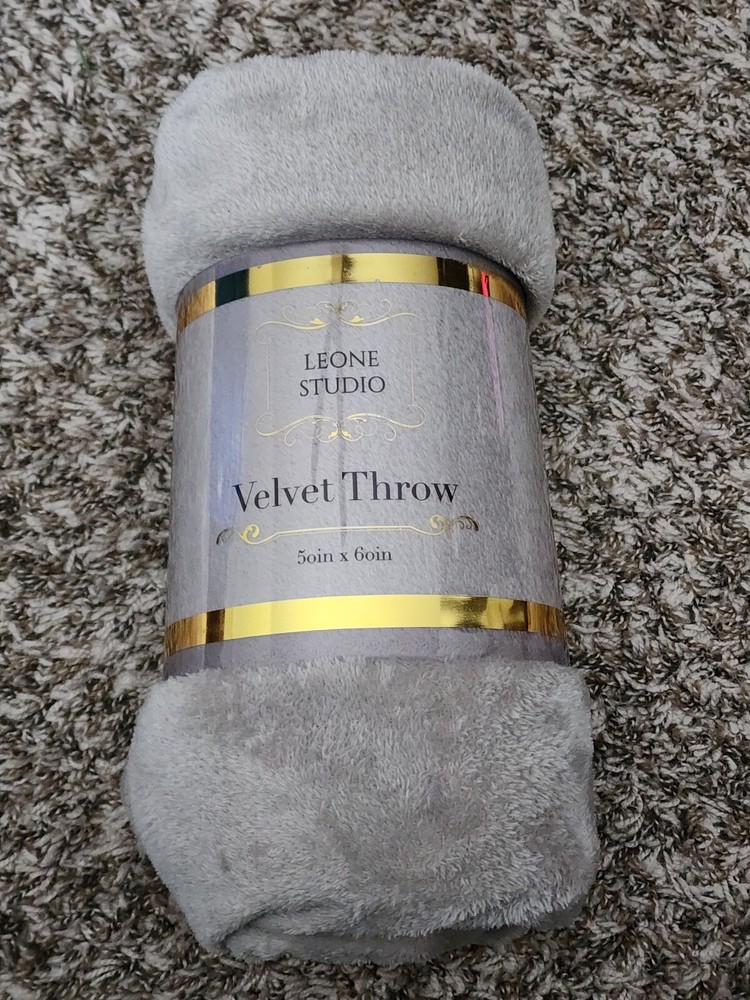 LEONE
STUDIO
Velvet Throw
50in x 60in